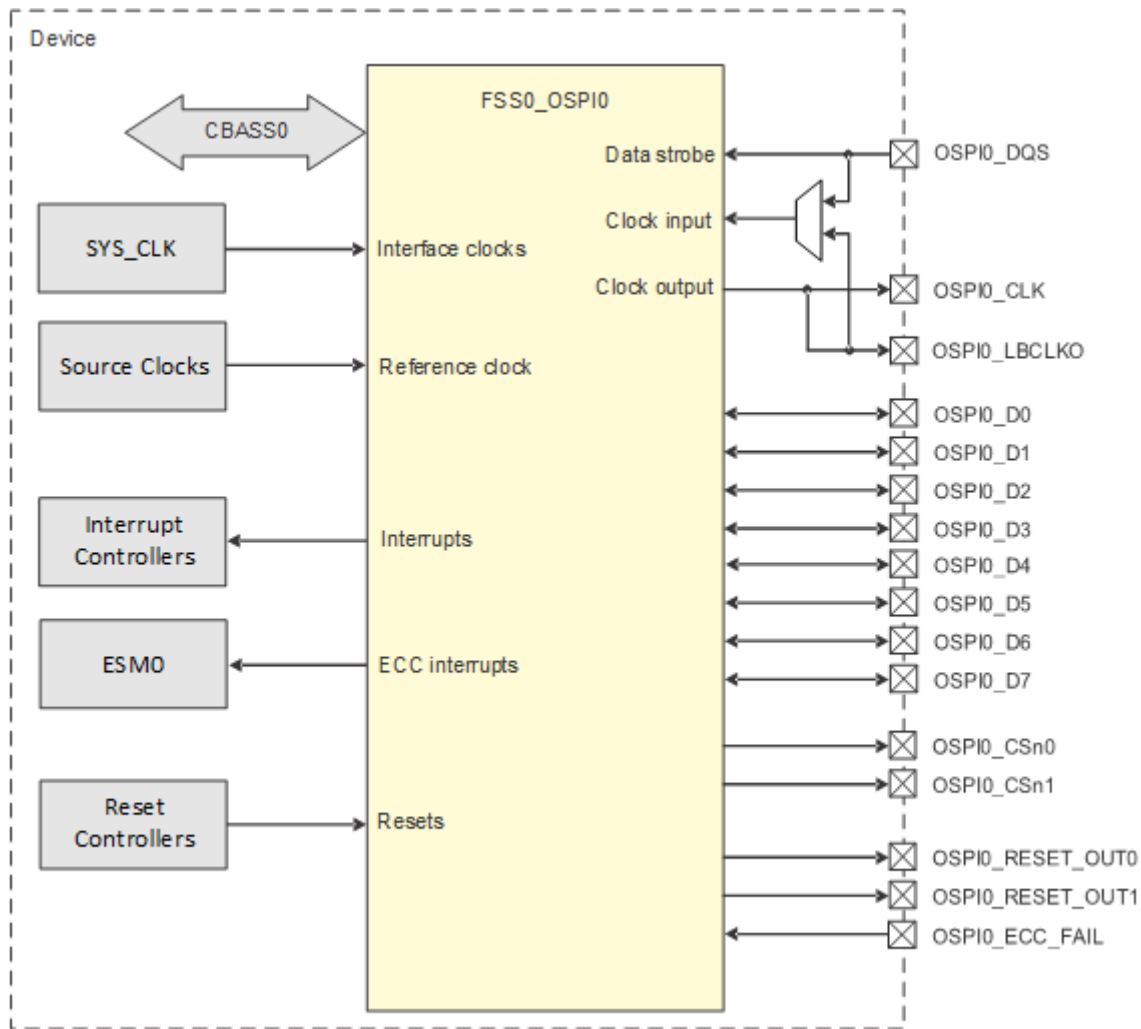 Device
FSS0_OSPI0
CBASS0
Data strobe
OSPI0_DQS
SYS_CLK
Interface clocks
Clock input
Clock output
OSPI0_CLK
Source Clocks
Reference clock
OSPI0_LBCLKO
OSPI0_D0
OSPI0_D1
OSPI0_D2
OSPI0_D3
OSPI0_D4
OSPI0_D5
OSPI0_D6
OSPI0_D7
Interrupt
Controllers
Interrupts
ESM0
ECC interrupts
OSPI0_CSn0
OSPI0_CSn1
Reset
Controllers
Resets
OSPI0_RESET_OUT0
OSPI0_RESET_OUT1
OSPI0_ECC_FAIL